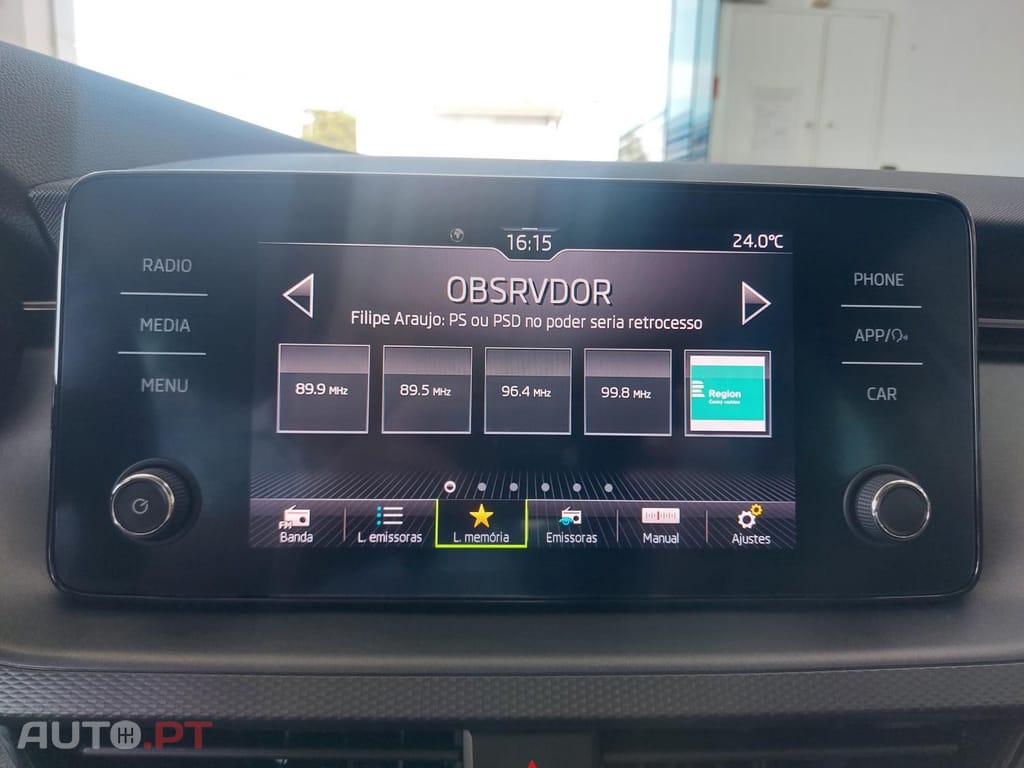 16:15
24.0°C
RADIO
MEDIA
MENU
PHONE
APP/
CAR
OBSRVDOR
Filipe Araujo: PS ou PSD no poder seria retrocesso
89.9 MHz
89.5 MHz
96.4 MHz
99.8 MHz
Region
FM
Banda
L. emissoras
L. memória
Emissoras
Manual
Ajustes
AUTO.PT